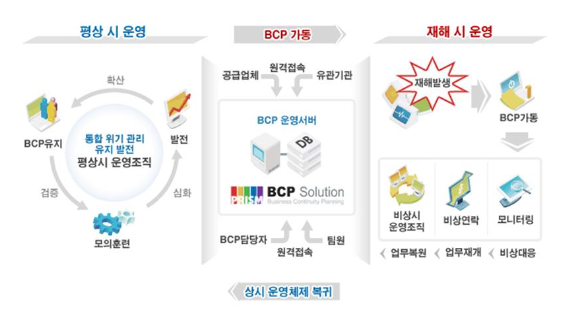 평상 시 운영
BCP 가동
재해 시 운영
확산
BCP유지
통합 위기 관리
유지 발전
평상시 운영조직
발전
검증
심화
모의훈련
원격접속
공급업체
유관기관
BCP 운영서버
DB
PRISM
BCP Solution
Business Continuity Planning
BCP담당자
팀원
원격접속
상시 운영체제 복귀
재해발생
BCP가동
비상시
운영조직
비상연락
모니터링
업무복원
업무재개
비상대응